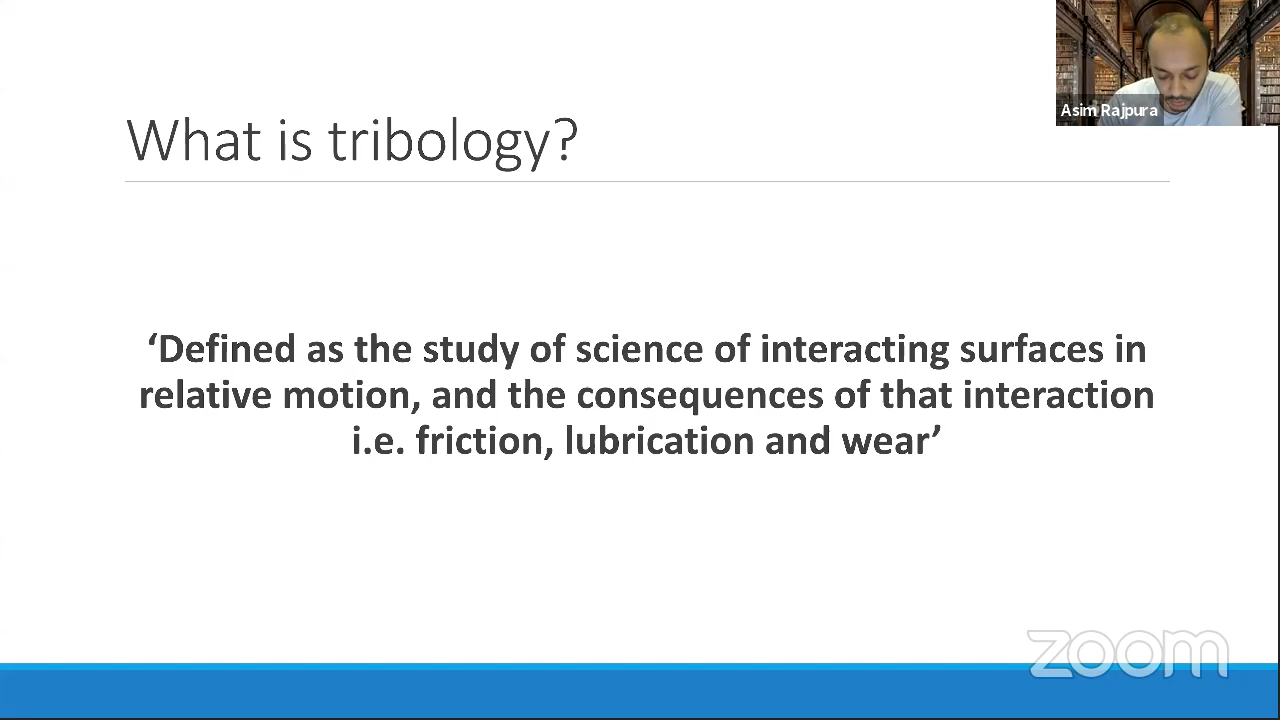 Asim Rajpura
What is tribology?
‘Defined as the study of science of interacting surfaces in
relative motion, and the consequences of that interaction
i.e. friction, lubrication and wear’
zoom